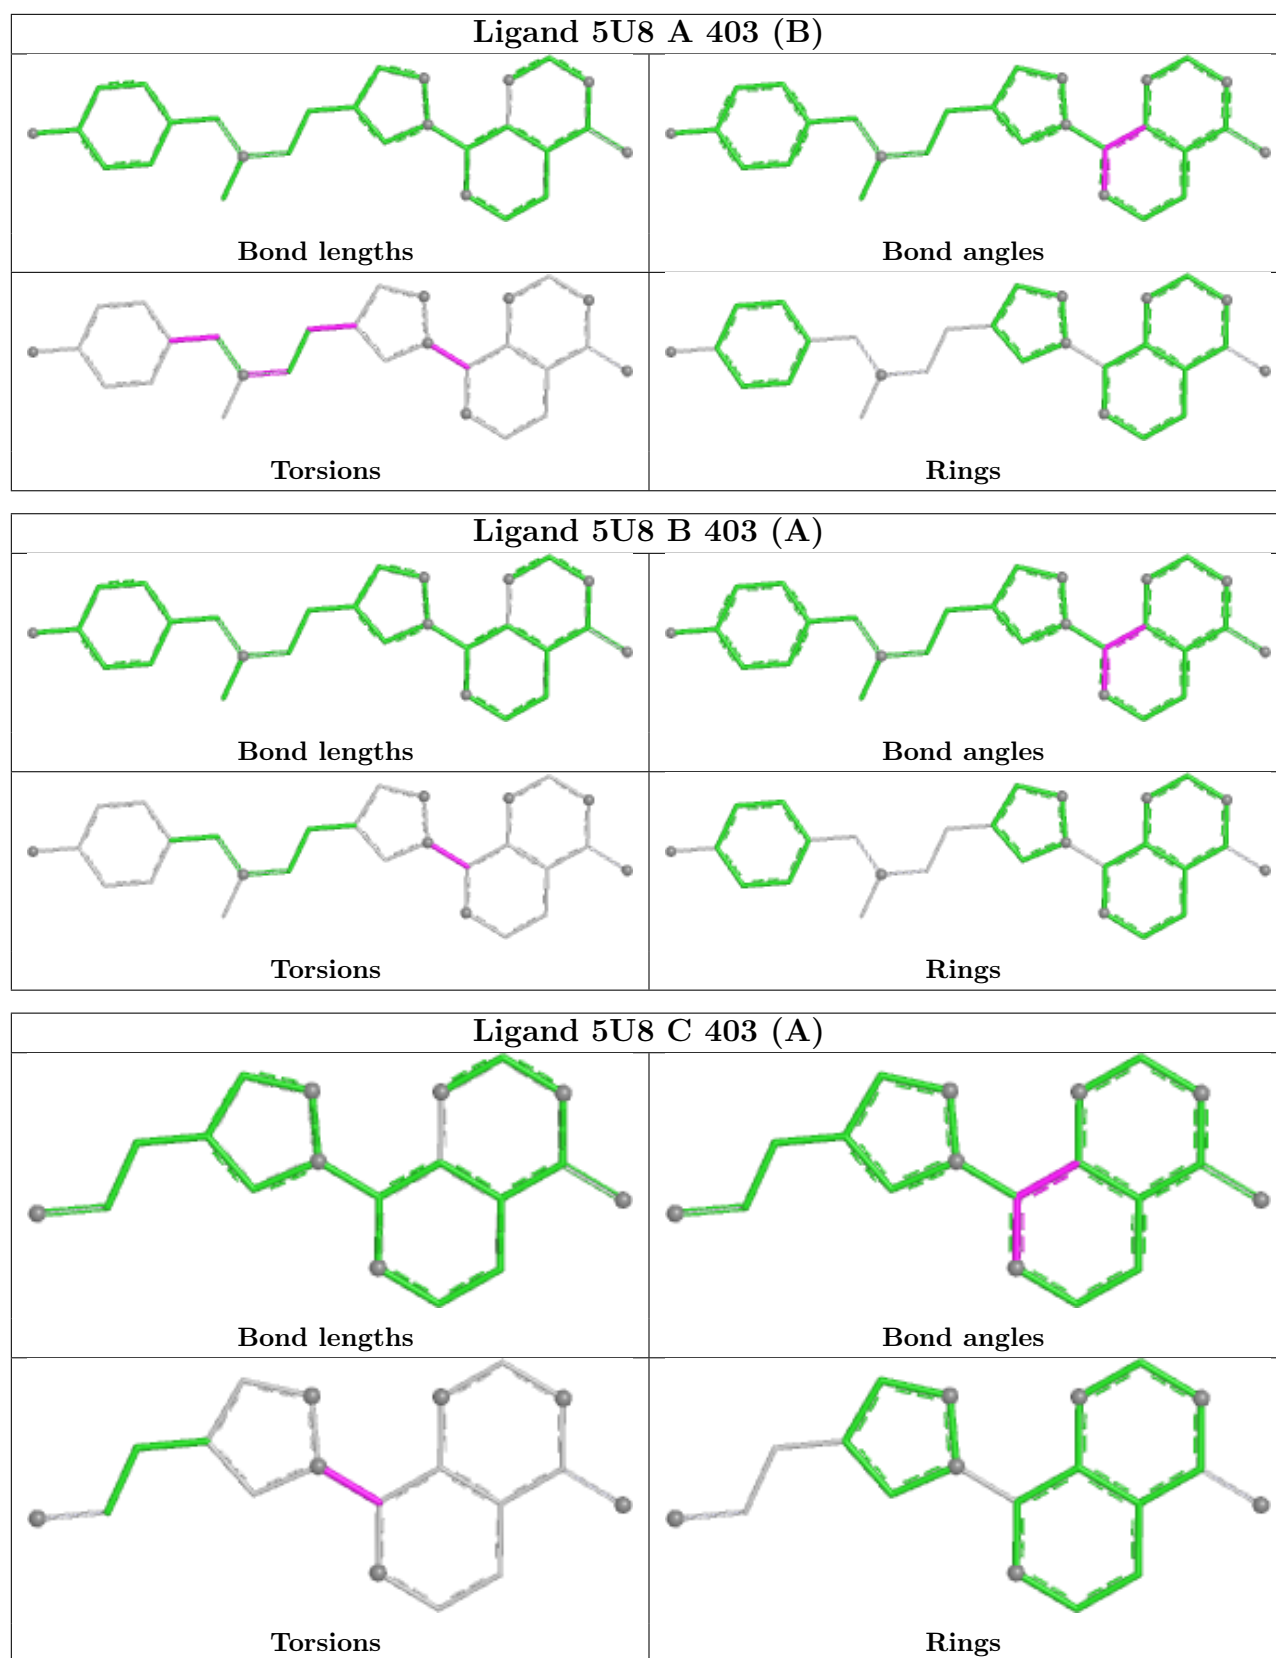 Ligand 5U8 A 403 (B)
Bond lengths
Bond angles
Torsions
Rings
Ligand 5U8 B 403 (A)
Bond lengths
Bond angles
Torsions
Rings
Ligand 5U8 C 403 (A)
Bond lengths
Bond angles
Torsions
Rings